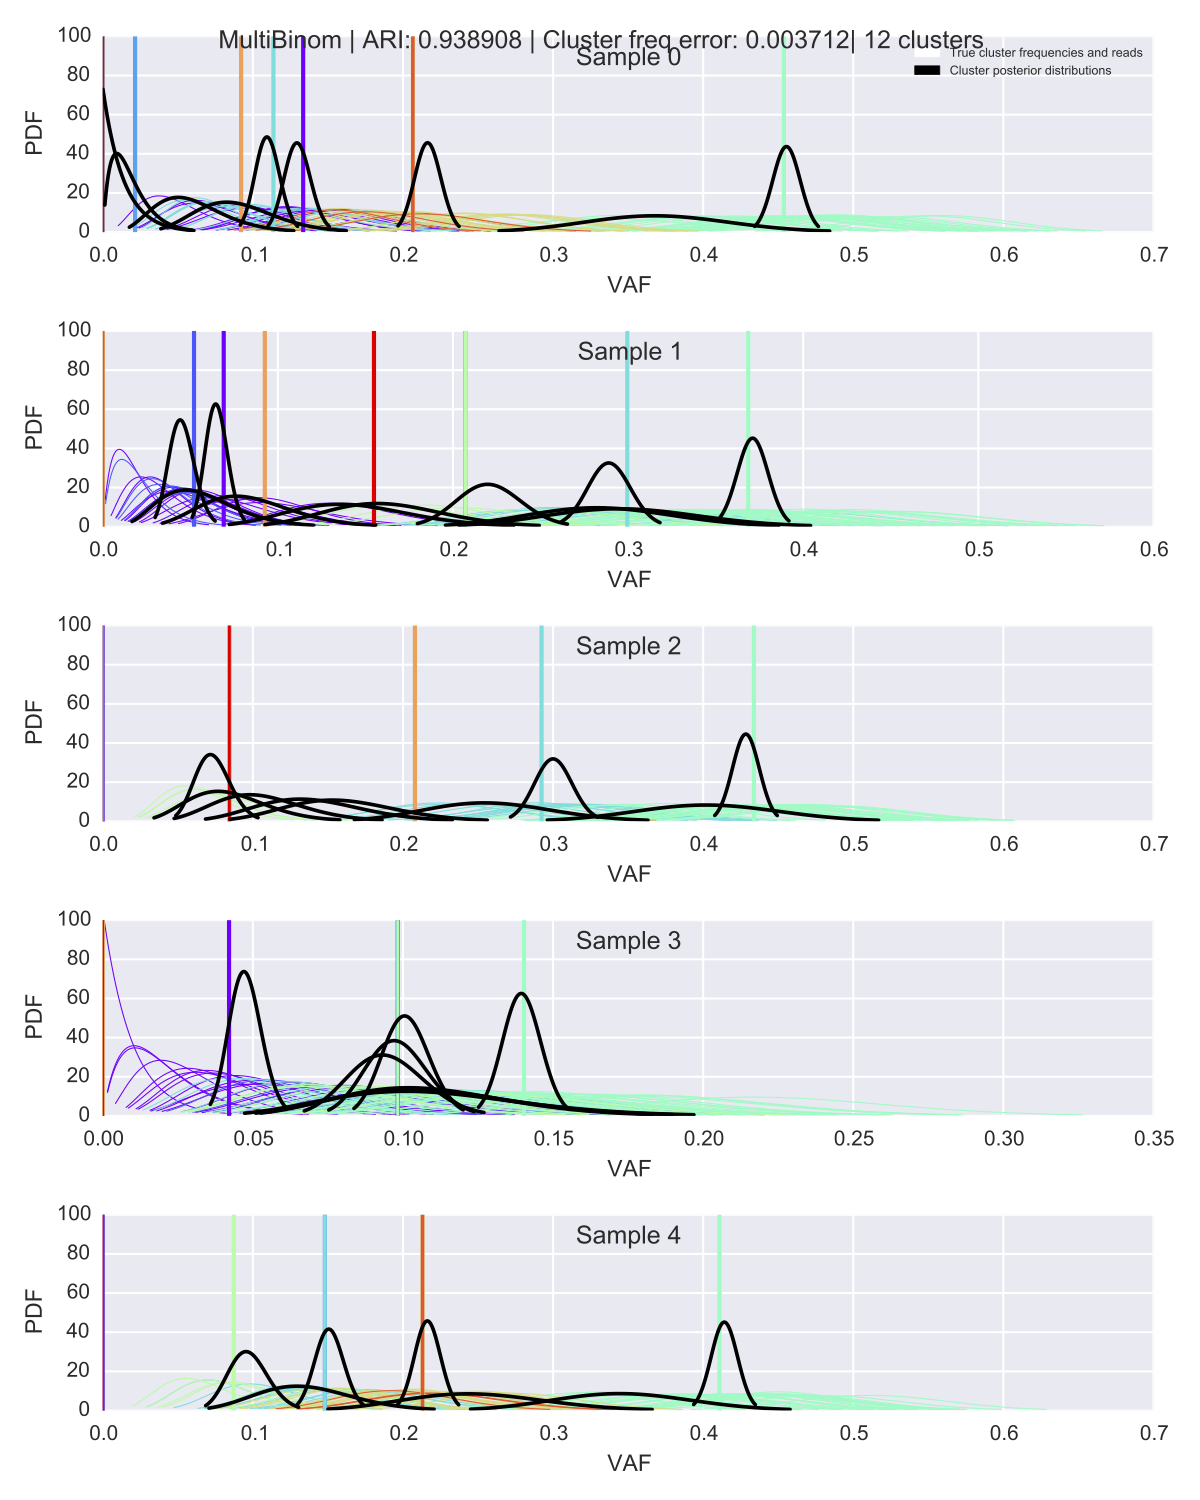 MultiBinom | ARI: 0.938908 | Cluster freq error: 0.003712| 12 clusters
Sample 0
True cluster frequencies and reads
Cluster posterior distributions
PDF
100
80
60
40
20
0
0.0 0.1 0.2 0.3 0.4 0.5 0.6 0.7
VAF
Sample 1
PDF
100
80
60
40
20
0
0.0 0.1 0.2 0.3 0.4 0.5 0.6
VAF
Sample 2
PDF
100
80
60
40
20
0
0.0 0.1 0.2 0.3 0.4 0.5 0.6 0.7
VAF
Sample 3
PDF
100
80
60
40
20
0
0.00 0.05 0.10 0.15 0.20 0.25 0.30 0.35
VAF
Sample 4
PDF
100
80
60
40
20
0
0.0 0.1 0.2 0.3 0.4 0.5 0.6 0.7
VAF